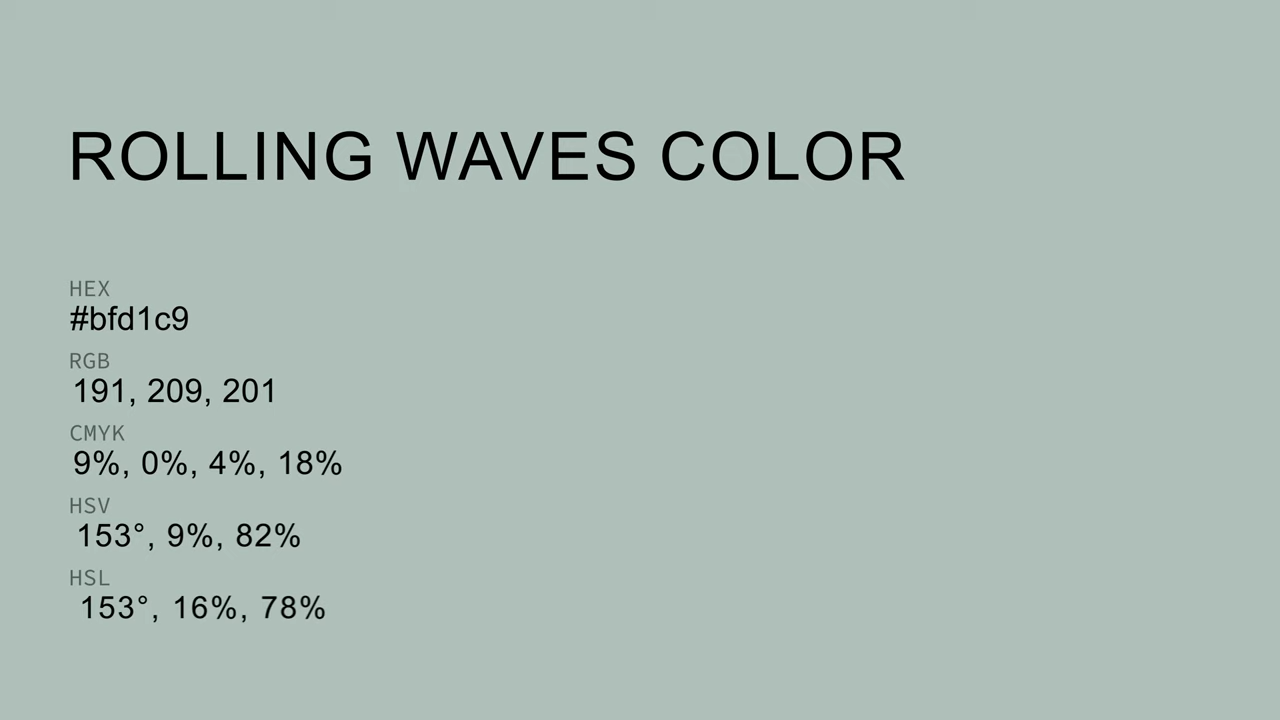 ROLLING WAVES COLOR
HEX
#bfd1c9
RGB
191, 209, 201
CMYK
9%, 0%, 4%, 18%
HSV
153°, 9%, 82%
HSL
153°, 16%, 78%